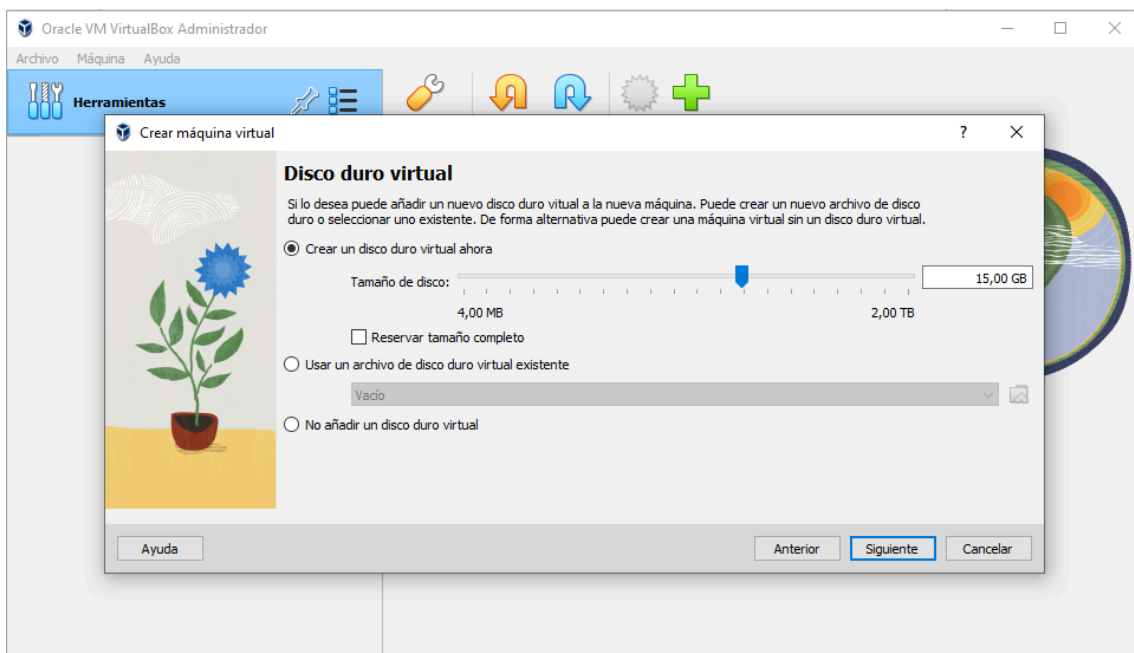 Oracle VM VirtualBox Administrador
Archivo Máquina Ayuda
Herramientas
Crear máquina virtual
?
Disco duro virtual
Si lo desea puede añadir un nuevo disco duro vitual a la nueva máquina. Puede crear un nuevo archivo de disco
duro o seleccionar uno existente. De forma alternativa puede crear una máquina virtual sin un disco duro virtual.
Crear un disco duro virtual ahora
Tamaño de disco: 15,00 GB
4,00 MB 2,00 TB
Reservar tamaño completo
Usar un archivo de disco duro virtual existente
Vacío
No añadir un disco duro virtual
Ayuda Anterior Siguiente Cancelar